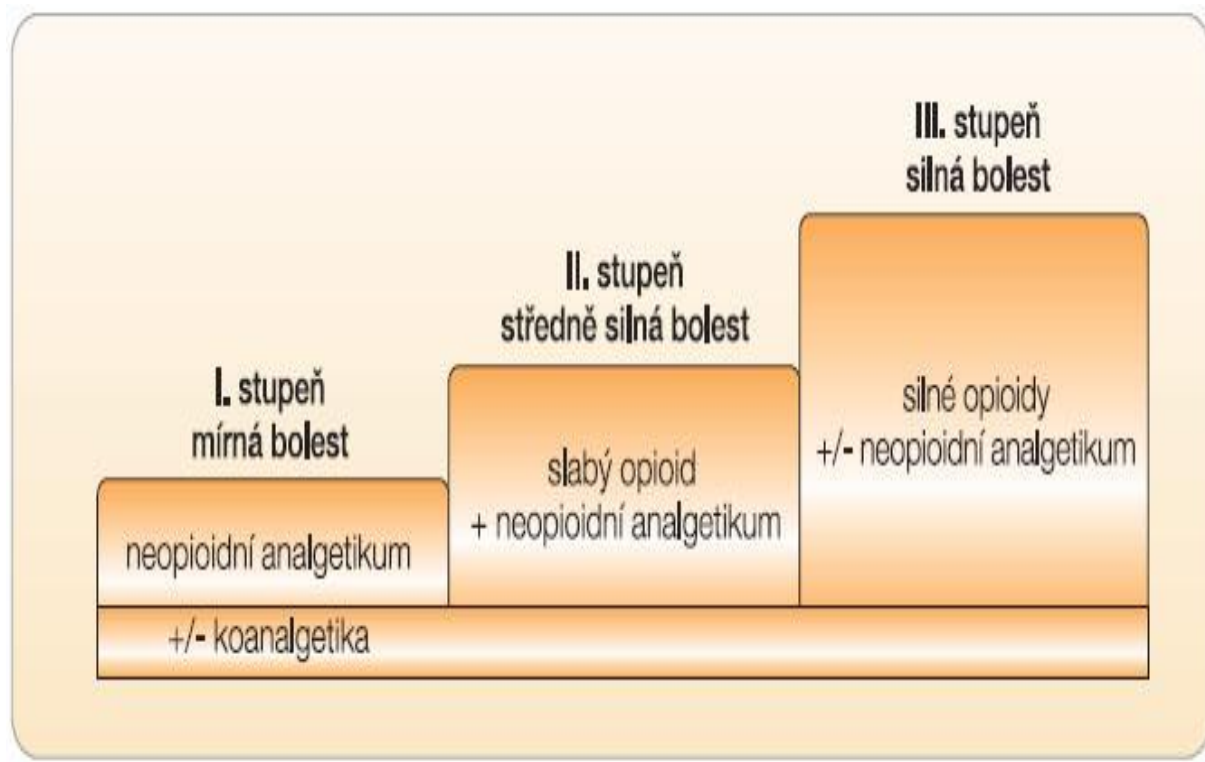 I. stupeň
mírná bolest
neopioidní analgetikum
II. stupeň
středně silná bolest
slabý opioid
+ neopioidní analgetikum
III. stupeň
silná bolest
silné opioidy
+/- neopioidní analgetikum
+/- koanalgetika